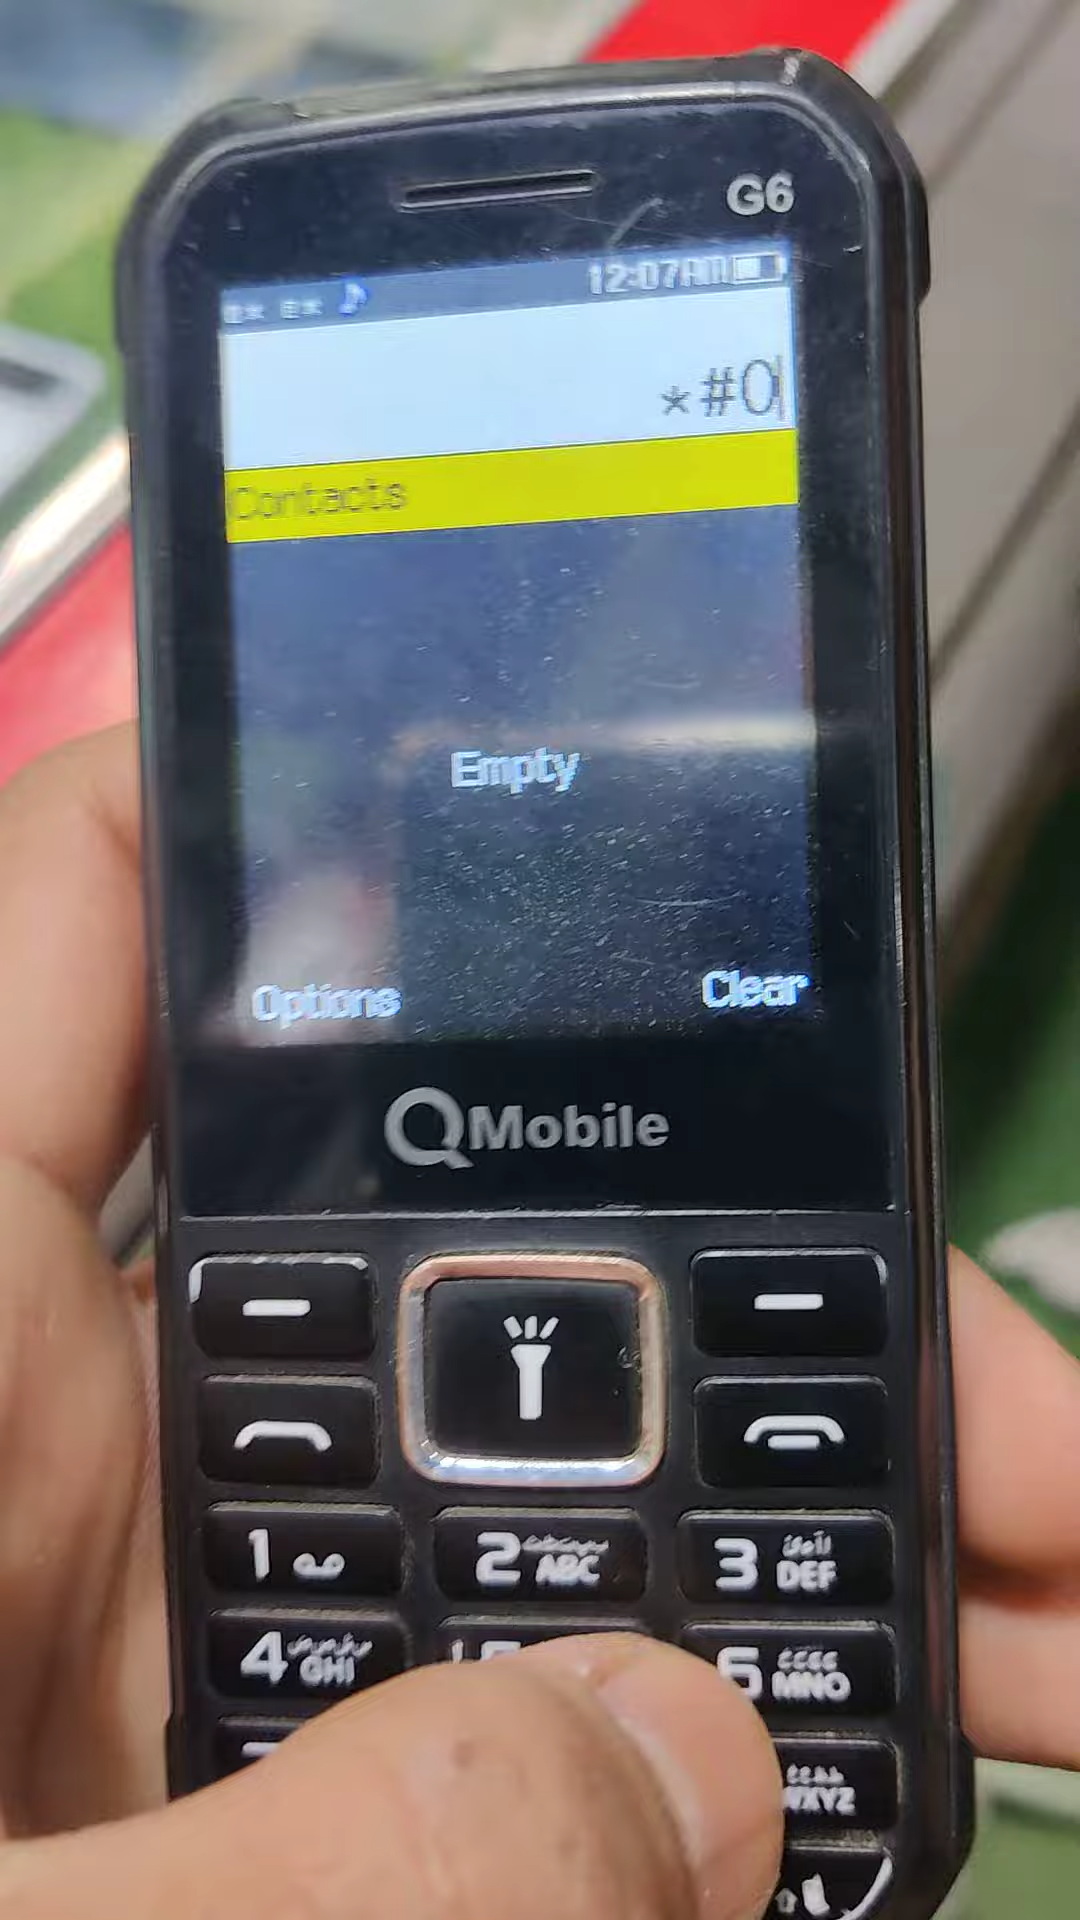 G6
12:07AM
*#0
Contacts
Empty
Options Clear
QMobile
1 2 ABC 3 DEF
4 GHI 6 MNO
WXYZ